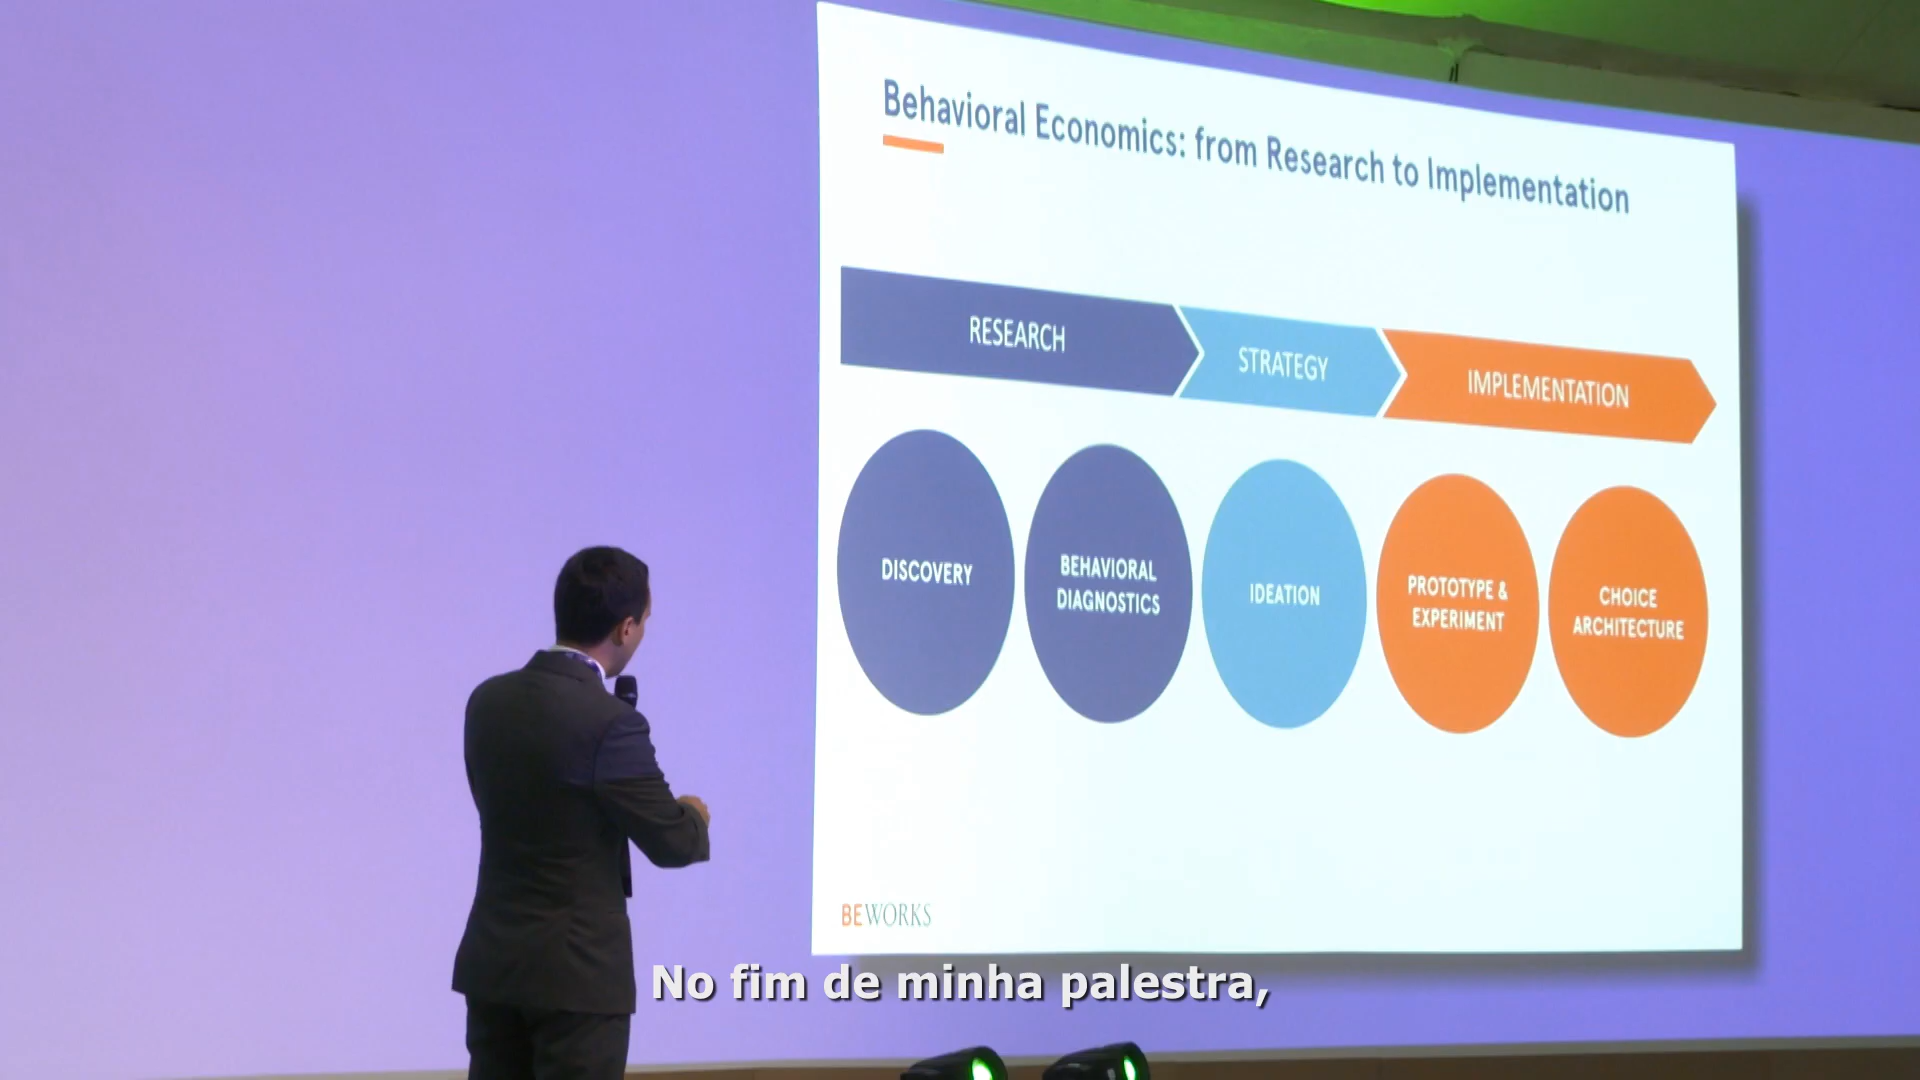 Behavioral Economics: from Research to Implementation
RESEARCH
STRATEGY
IMPLEMENTATION
DISCOVERY
BEHAVIORAL
DIAGNOSTICS
IDEATION
PROTOTYPE &
EXPERIMENT
CHOICE
ARCHITECTURE
BEWORKS
No fim de minha palestra,